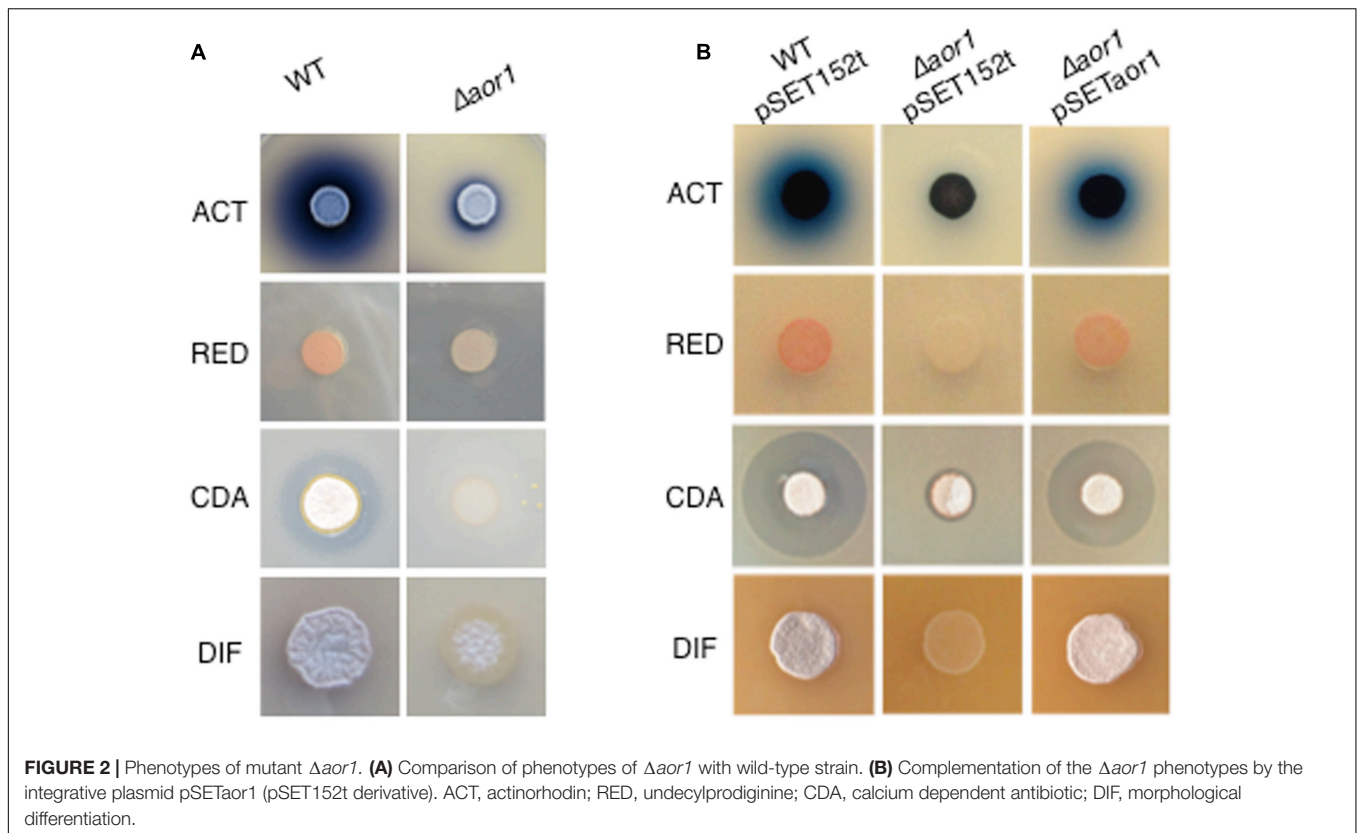 A
B
WT
Δaor1
WT
pSET152t
Δaor1
pSET152t
Δaor1
pSETaor1
ACT
RED
CDA
DIF
ACT
RED
CDA
DIF
FIGURE 2 | Phenotypes of mutant Δaor1. (A) Comparison of phenotypes of Δaor1 with wild-type strain. (B) Complementation of the Δaor1 phenotypes by the
integrative plasmid pSETaor1 (pSET152t derivative). ACT, actinorhodin; RED, undecylprodiginine; CDA, calcium dependent antibiotic; DIF, morphological
differentiation.